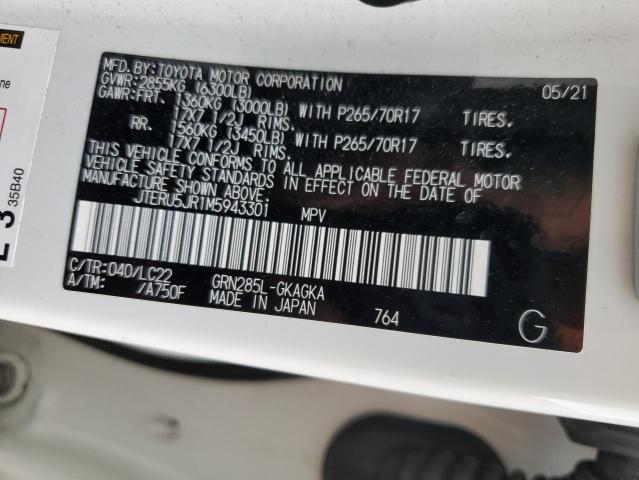 MFD.BY:TOYOTA MOTOR CORPORATION 05/21
GVWR:2855KG (6300LB)
GAWR:FRT. 1360KG (3000LB) WITH P265/70R17 TIRES,
17X7 1/2J RIMS.
RR. 1560KG (3450LB) WITH P265/70R17 TIRES,
17X7 1/2J RIMS.
THIS VEHICLE CONFORMS TO ALL APPLICABLE FEDERAL MOTOR
VEHICLE SAFETY STANDARDS IN EFFECT ON THE DATE OF
MANUFACTURE SHOWN ABOVE.
JTERU5JR1M5943301 MPV
C/TR:040/LC22 GRN285L-GKAGKA
A/TM: /A750F MADE IN JAPAN 764 G
35B40